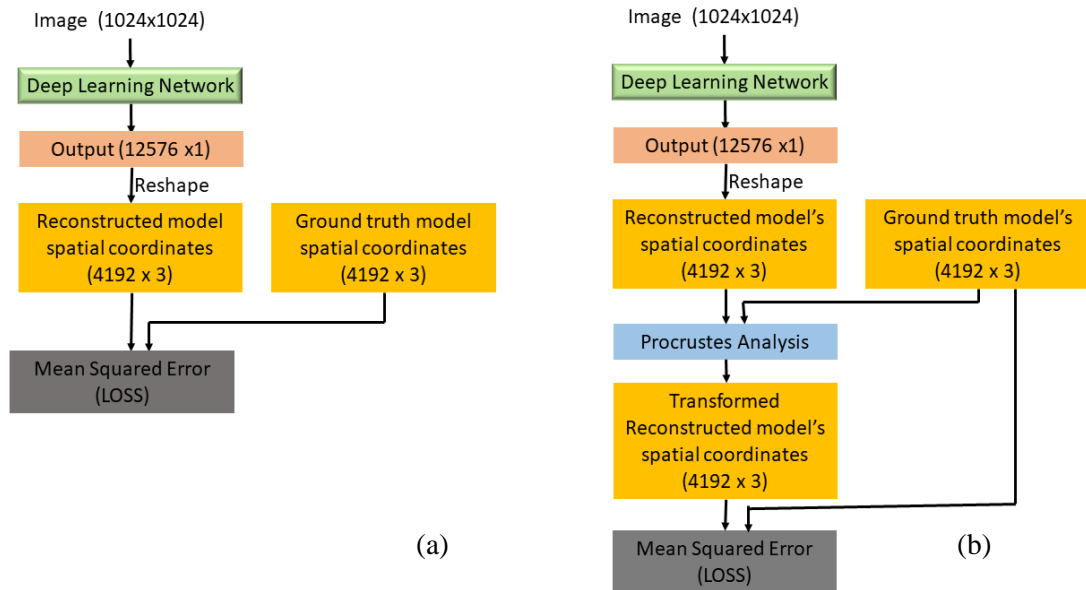 Image (1024x1024)
Deep Learning Network
Output (12576 x1)
Reshape
Reconstructed model
spatial coordinates
(4192 x 3)
Ground truth model
spatial coordinates
(4192 x 3)
Mean Squared Error
(LOSS)
(a)
Image (1024x1024)
Deep Learning Network
Output (12576 x1)
Reshape
Reconstructed model's
spatial coordinates
(4192 x 3)
Ground truth model's
spatial coordinates
(4192 x 3)
Procrustes Analysis
Transformed
Reconstructed model's
spatial coordinates
(4192 x 3)
Mean Squared Error
(LOSS)
(b)